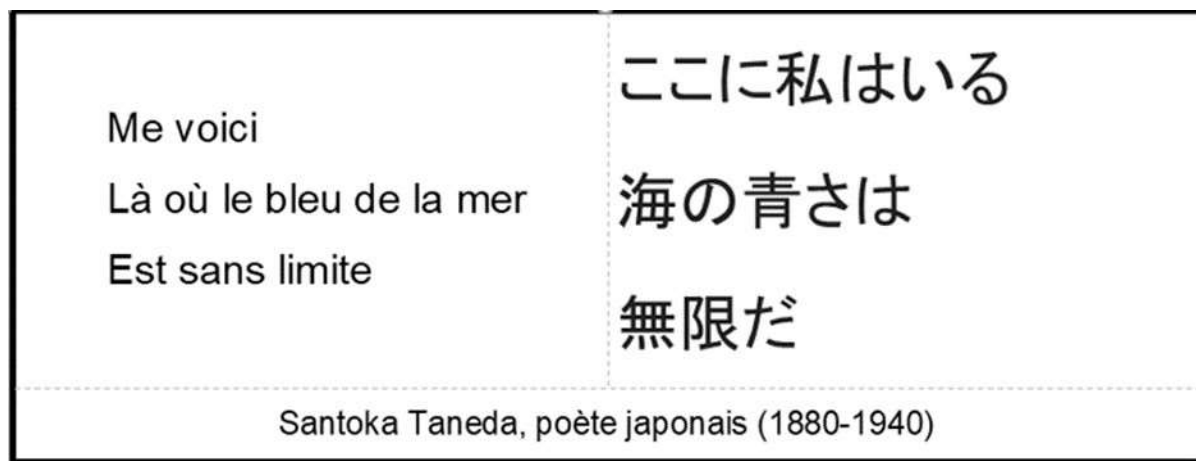 Me voici
Là où le bleu de la mer
Est sans limite
ここに私はいる
海の青さは
無限だ
Santoka Taneda, poète japonais (1880-1940)